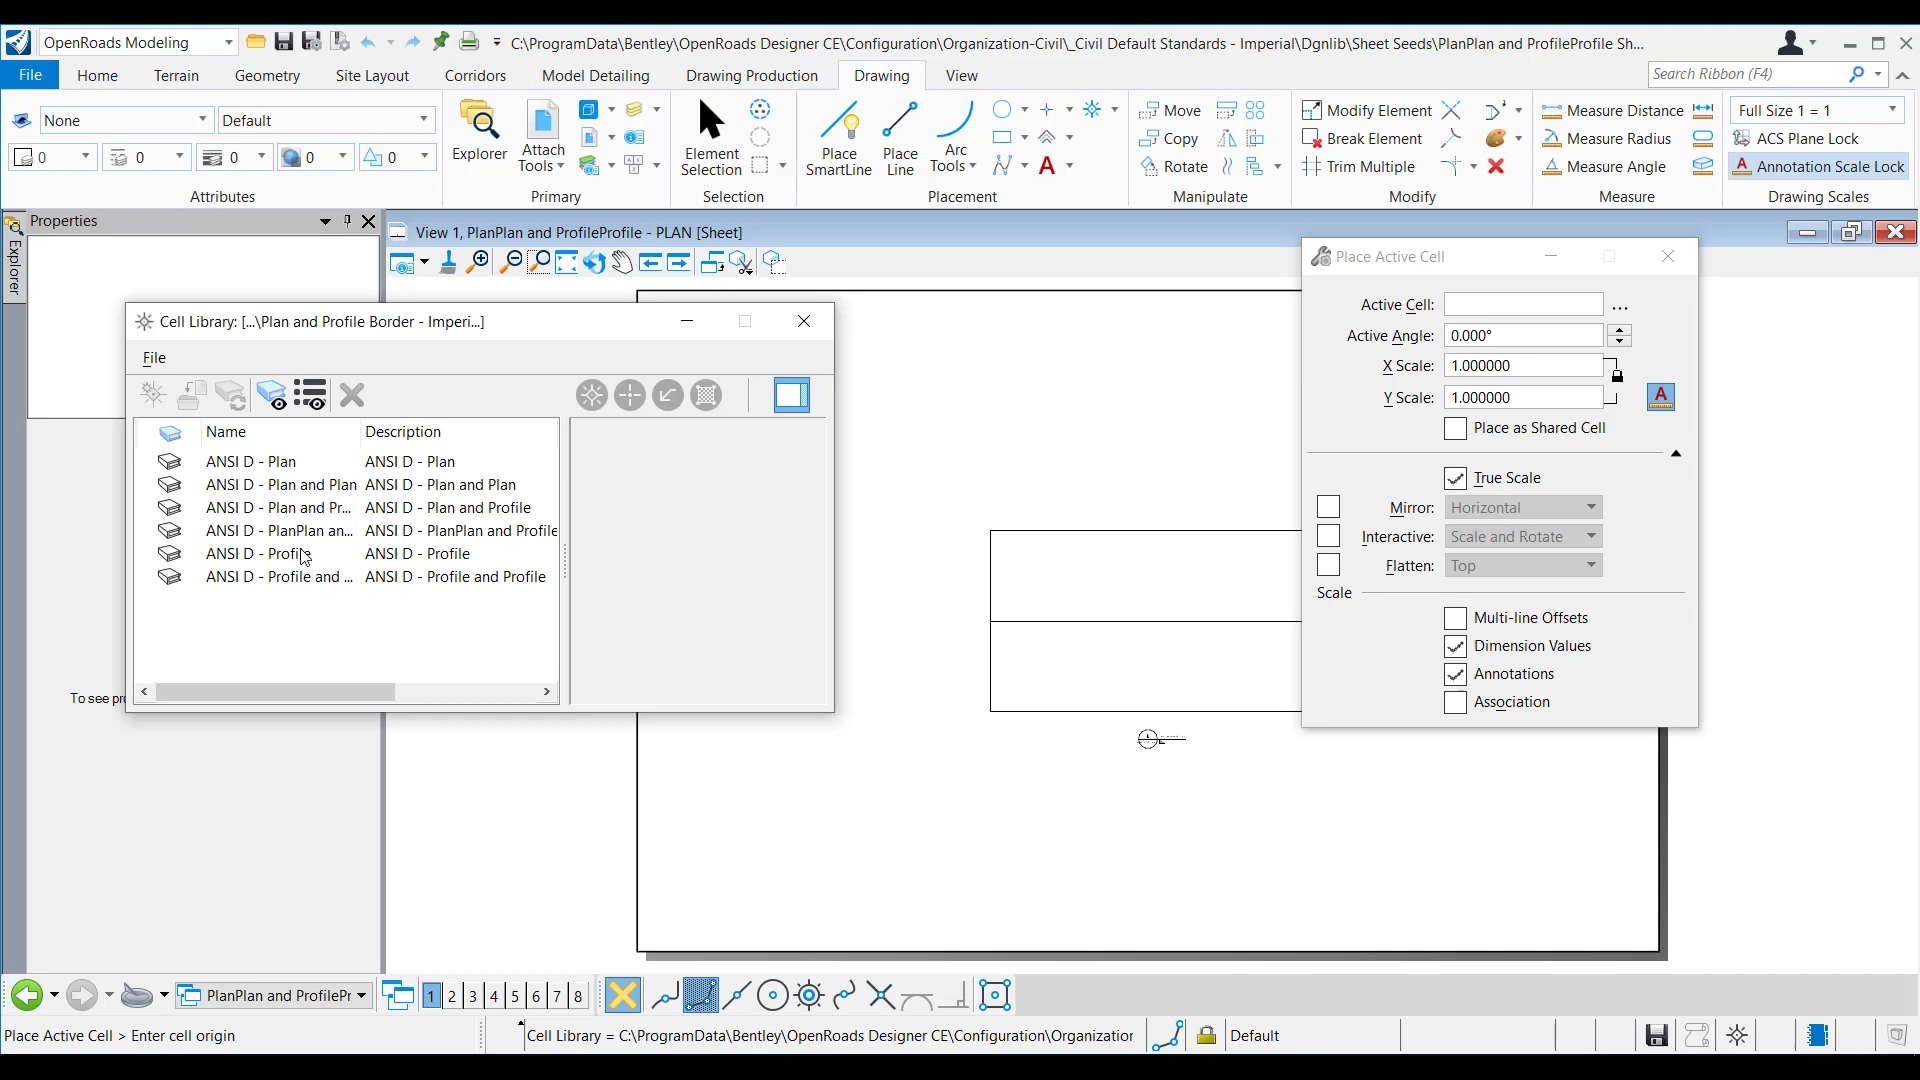 OpenRoads Modeling
C:\ProgramData\Bentley\OpenRoads Designer CE\Configuration\Organization-Civil\_Civil Default Standards - Imperial\Dgnlib\Sheet Seeds\PlanPlan and ProfileProfile Sh...
File Home Terrain Geometry Site Layout Corridors Model Detailing Drawing Production Drawing View
Search Ribbon (F4)
None Default
0 0 0 0 0
Attributes
Explorer
Attach Tools
Primary
Element Selection
Selection
Place SmartLine
Place Line
Arc Tools
Placement
Move
Copy
Rotate
Manipulate
Modify Element
Break Element
Trim Multiple
Modify
Measure Distance
Measure Radius
Measure Angle
Measure
Full Size 1 = 1
ACS Plane Lock
Annotation Scale Lock
Drawing Scales
Explorer
Properties
To see pr
View 1, PlanPlan and ProfileProfile - PLAN [Sheet]
Cell Library: [...\Plan and Profile Border - Imperi...]
File
Name Description
ANSI D - Plan ANSI D - Plan
ANSI D - Plan and Plan ANSI D - Plan and Plan
ANSI D - Plan and Pr... ANSI D - Plan and Profile
ANSI D - PlanPlan an... ANSI D - PlanPlan and Profile
ANSI D - Profile ANSI D - Profile
ANSI D - Profile and ... ANSI D - Profile and Profile
Place Active Cell
Active Cell: ...
Active Angle: 0.000°
X Scale: 1.000000
Y Scale: 1.000000
Place as Shared Cell
True Scale
Mirror: Horizontal
Interactive: Scale and Rotate
Flatten: Top
Scale
Multi-line Offsets
Dimension Values
Annotations
Association
PlanPlan and ProfilePr
1 2 3 4 5 6 7 8
Place Active Cell > Enter cell origin
Cell Library = C:\ProgramData\Bentley\OpenRoads Designer CE\Configuration\Organization
Default